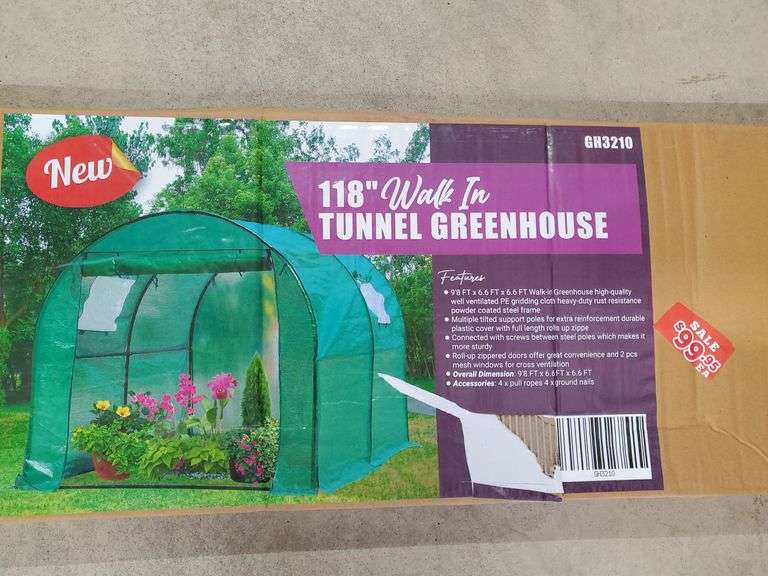 New
GH3210
118" Walk In
TUNNEL GREENHOUSE
Features
• 9'8 FT x 6.6 FT x 6.6 FT Walk-in Greenhouse high-quality
well ventilated PE gridding cloth heavy-duty rust resistance
powder coated steel frame
• Multiple tilted support poles for extra reinforcement durable
plastic cover with full length rolls up zippe
• Connected with screws between steel poles which makes it
more sturdy
• Roll-up zippered doors offer great convenience and 2 pcs
mesh windows for cross ventilation
• Overall Dimension: 9'8 FT x 6.6 FT x 6.6 FT
• Accessories: 4 x pull ropes 4 x ground nails
SALE
$99.95
EA
GH3210